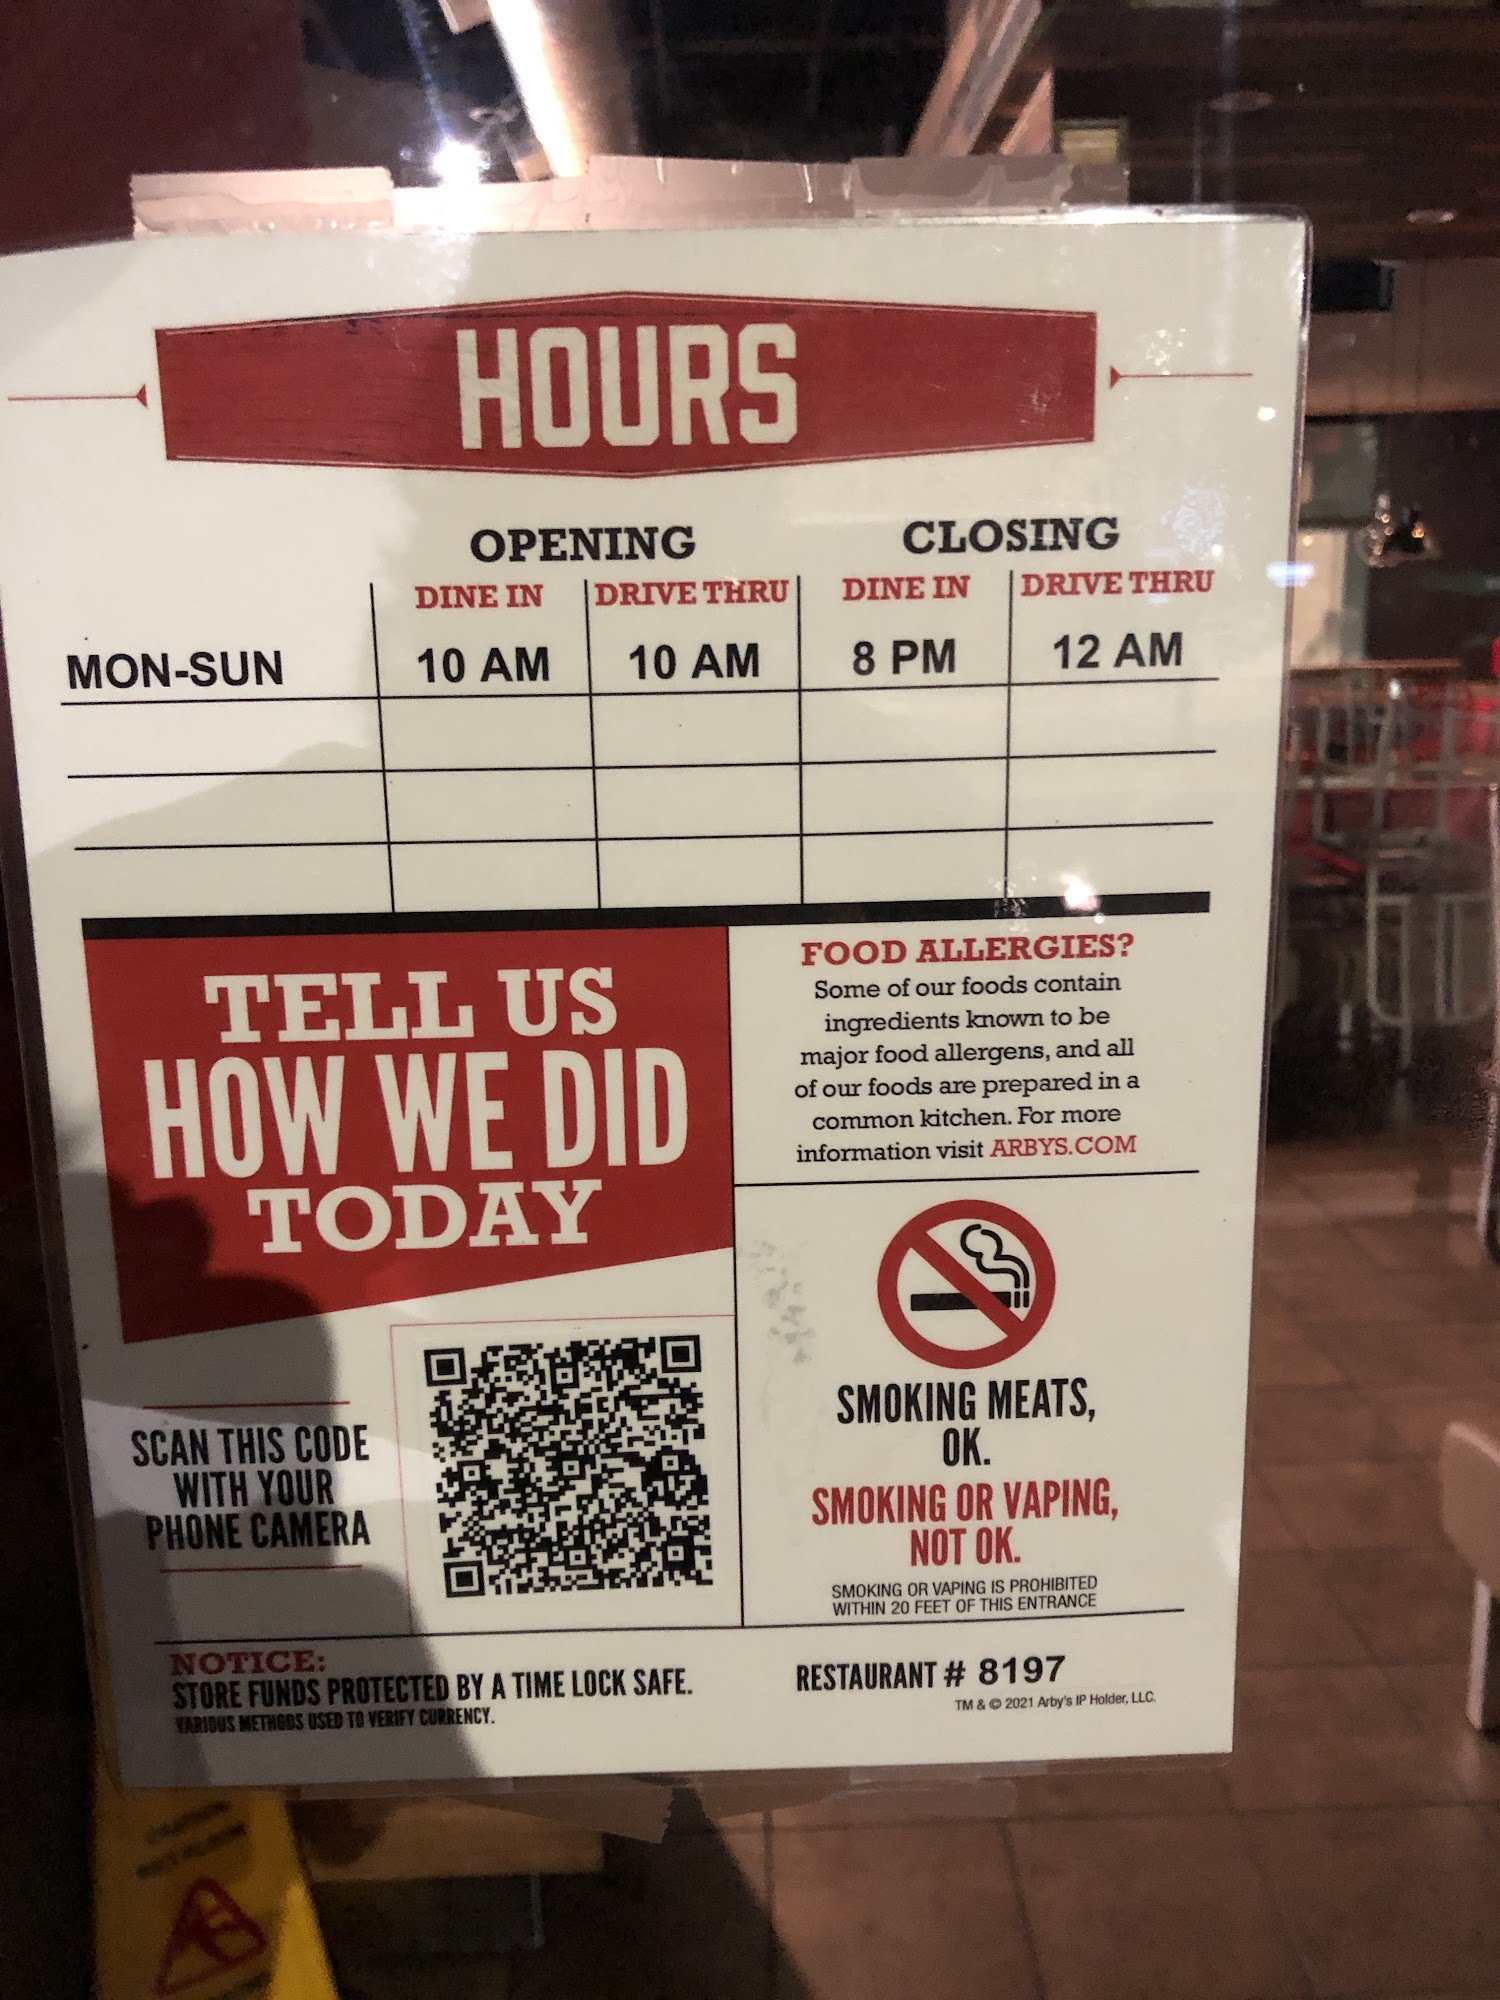 HOURS
OPENING CLOSING
DINE IN DRIVE THRU DINE IN DRIVE THRU
MON-SUN 10 AM 10 AM 8 PM 12 AM
TELL US
HOW WE DID
TODAY
SCAN THIS CODE
WITH YOUR
PHONE CAMERA
FOOD ALLERGIES?
Some of our foods contain
ingredients known to be
major food allergens, and all
of our foods are prepared in a
common kitchen. For more
information visit ARBYS.COM
SMOKING MEATS,
OK.
SMOKING OR VAPING,
NOT OK.
SMOKING OR VAPING IS PROHIBITED
WITHIN 20 FEET OF THIS ENTRANCE
NOTICE:
STORE FUNDS PROTECTED BY A TIME LOCK SAFE.
VARIOUS METHODS USED TO VERIFY CURRENCY.
RESTAURANT # 8197
TM & © 2021 Arby's IP Holder, LLC.
CAUTION
WET FLOOR